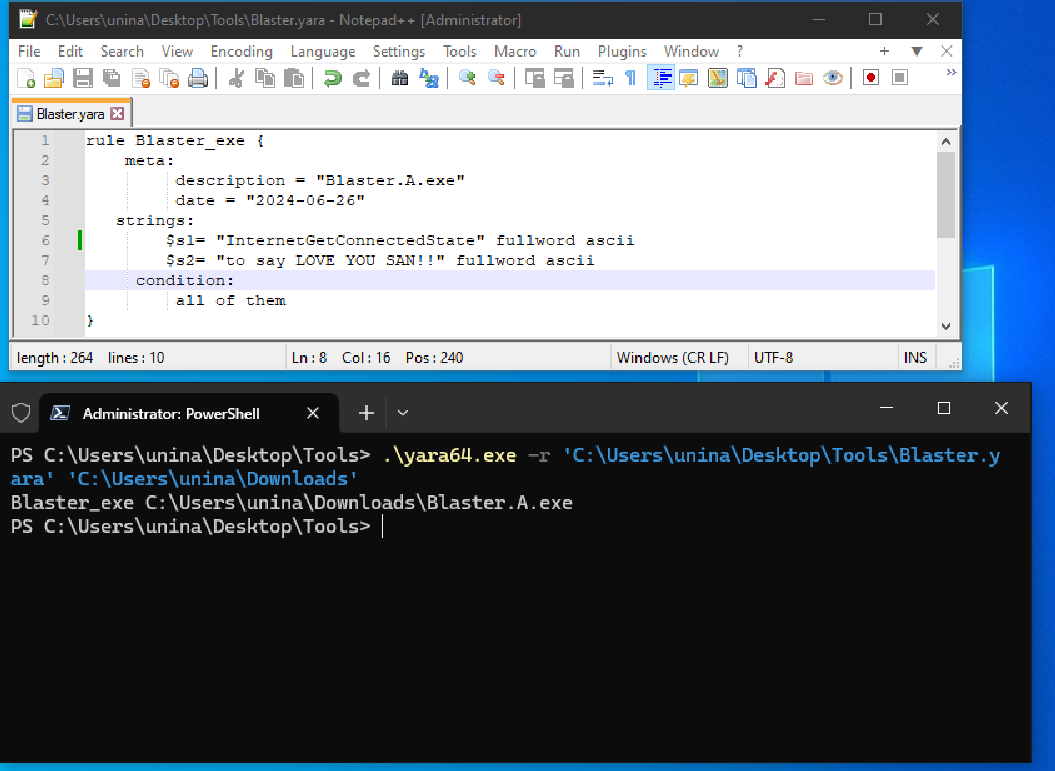 C:\Users\unina\Desktop\Tools\Blaster.yara - Notepad++ [Administrator]
File Edit Search View Encoding Language Settings Tools Macro Run Plugins Window ? + ▼ X
Blaster.yara
1 rule Blaster_exe {
2 meta:
3 description = "Blaster.A.exe"
4 date = "2024-06-26"
5 strings:
6 $s1= "InternetGetConnectedState" fullword ascii
7 $s2= "to say LOVE YOU SAN!!" fullword ascii
8 condition:
9 all of them
10 }
length : 264 lines : 10 Ln : 8 Col : 16 Pos : 240 Windows (CR LF) UTF-8 INS
Administrator: PowerShell
PS C:\Users\unina\Desktop\Tools> .\yara64.exe -r 'C:\Users\unina\Desktop\Tools\Blaster.y
ara' 'C:\Users\unina\Downloads'
Blaster_exe C:\Users\unina\Downloads\Blaster.A.exe
PS C:\Users\unina\Desktop\Tools>